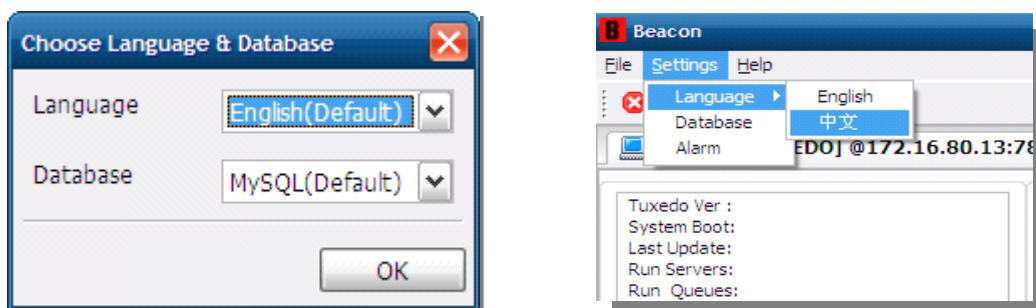 Choose Language & Database
Language
English(Default)
Database
MySQL(Default)
OK
B Beacon
File Settings Help
Language English
Database 中文
Alarm
EDO] @172.16.80.13:78
Tuxedo Ver :
System Boot:
Last Update:
Run Servers:
Run Queues: